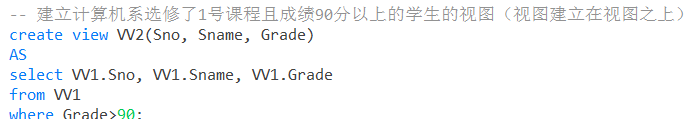 -- 建立计算机系选修了1号课程且成绩90分以上的学生的视图（视图建立在视图之上）
create view VV2(Sno, Sname, Grade)
AS
select VV1.Sno, VV1.Sname, VV1.Grade
from VV1
where Grade>90;